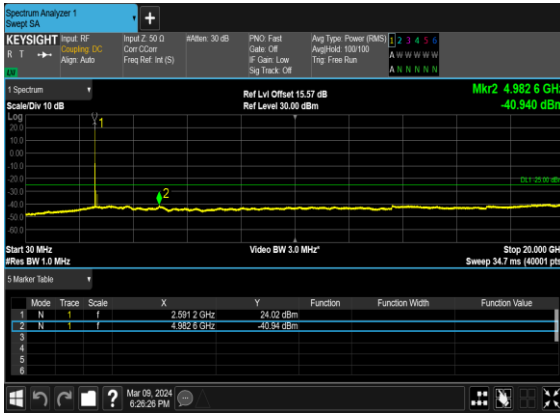 Spectrum Analyzer 1
Swept SA
+
KEYSIGHT Input: RF Input Z: 50 Ω #Atten: 30 dB PNO: Fast Avg Type: Power (RMS) 1 2 3 4 5 6
R T Coupling: DC Corr CCorr Gate: Off Avg|Hold: 100/100 A W W W W W
Align: Auto Freq Ref: Int (S) IF Gain: Low Trig: Free Run
Sig Track: Off A N N N N N
1 Spectrum Ref Lvl Offset 15.57 dB Mkr2 4.982 6 GHz
Scale/Div 10 dB Ref Level 30.00 dBm -40.940 dBm
Log
1
20.0
10.0
0.00
-10.0
-20.0
DL1 -25.00 dBm
-30.0
2
-40.0
-50.0
-60.0
Start 30 MHz Video BW 3.0 MHz* Stop 20.000 GHz
#Res BW 1.0 MHz Sweep 34.7 ms (40001 pts)
5 Marker Table
Mode Trace Scale X Y Function Function Width Function Value
1 N 1 f 2.591 2 GHz 24.02 dBm
2 N 1 f 4.982 6 GHz -40.94 dBm
3
4
5
6
? Mar 09, 2024
6:26:26 PM